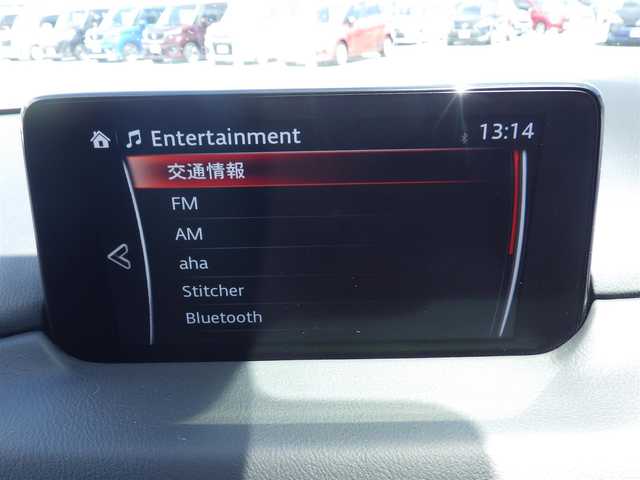 Entertainment 13:14
交通情報
FM
AM
aha
Stitcher
Bluetooth